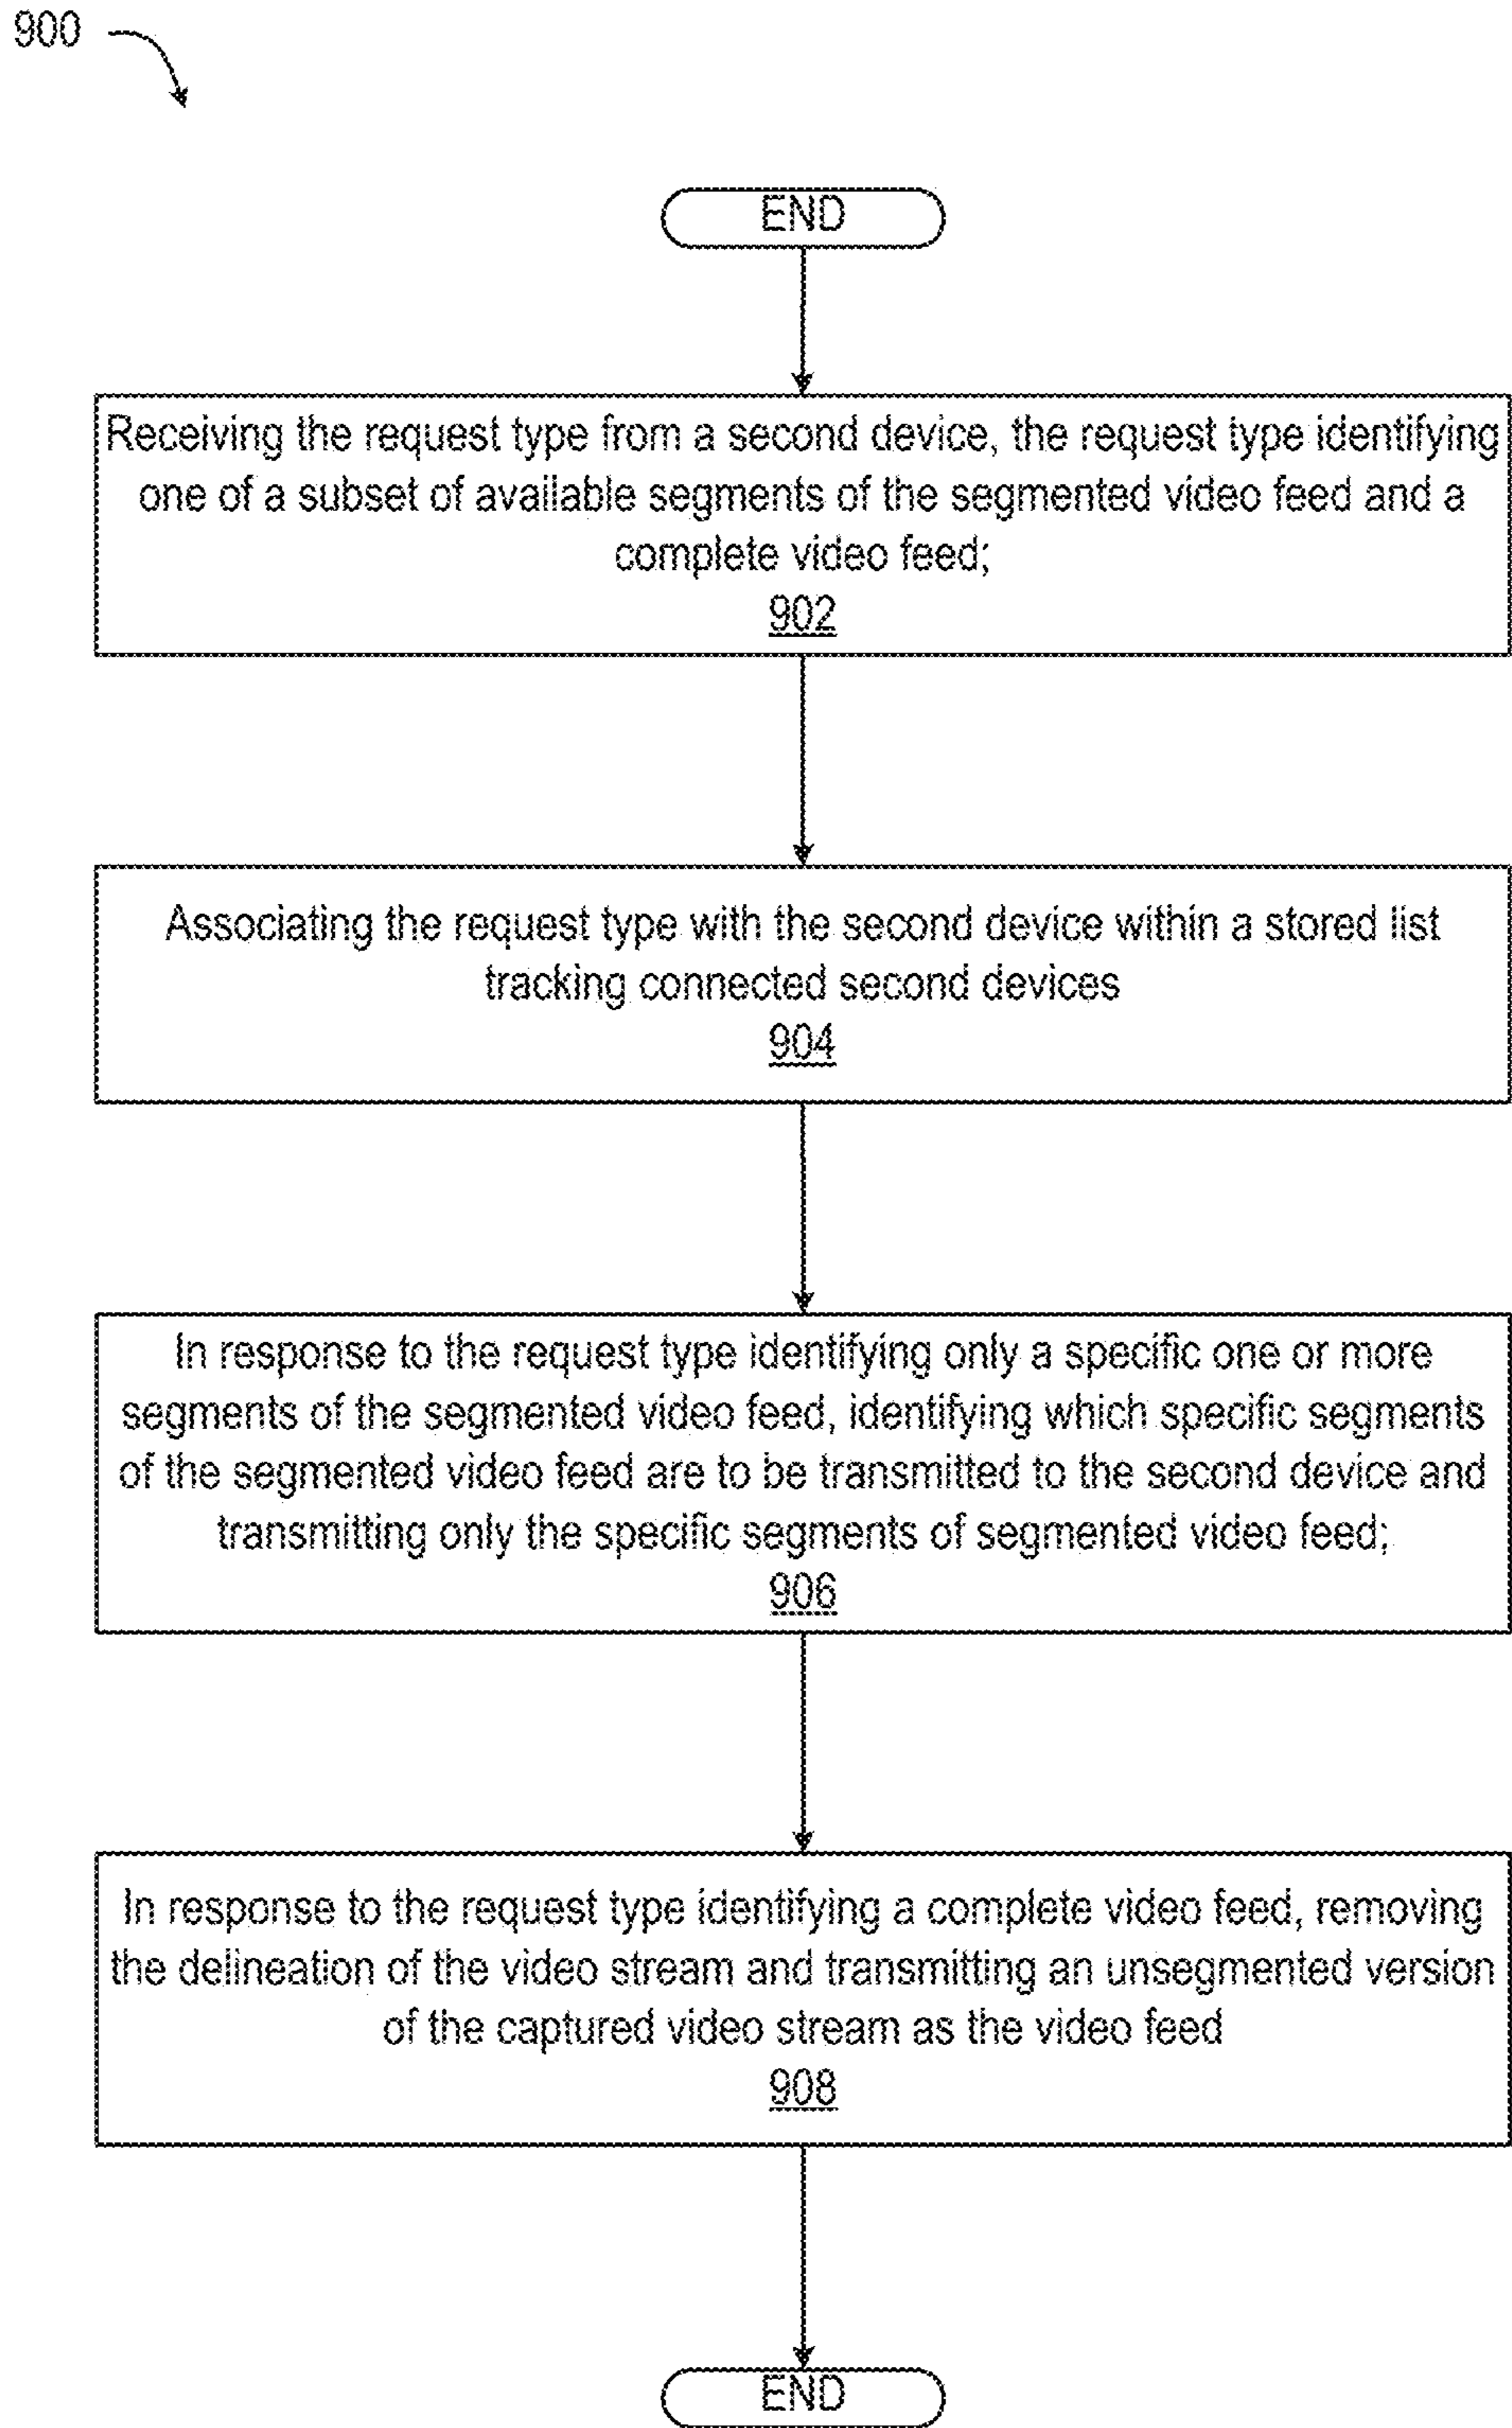 900
END
Receiving the request type from a second device, the request type identifying
one of a subset of available segments of the segmented video feed and a
complete video feed;
902
Associating the request type with the second device within a stored list
tracking connected second devices
904
In response to the request type identifying only a specific one or more
segments of the segmented video feed, identifying which specific segments
of the segmented video feed are to be transmitted to the second device and
transmitting only the specific segments of segmented video feed;
906
In response to the request type identifying a complete video feed, removing
the delineation of the video stream and transmitting an unsegmented version
of the captured video stream as the video feed
908
END